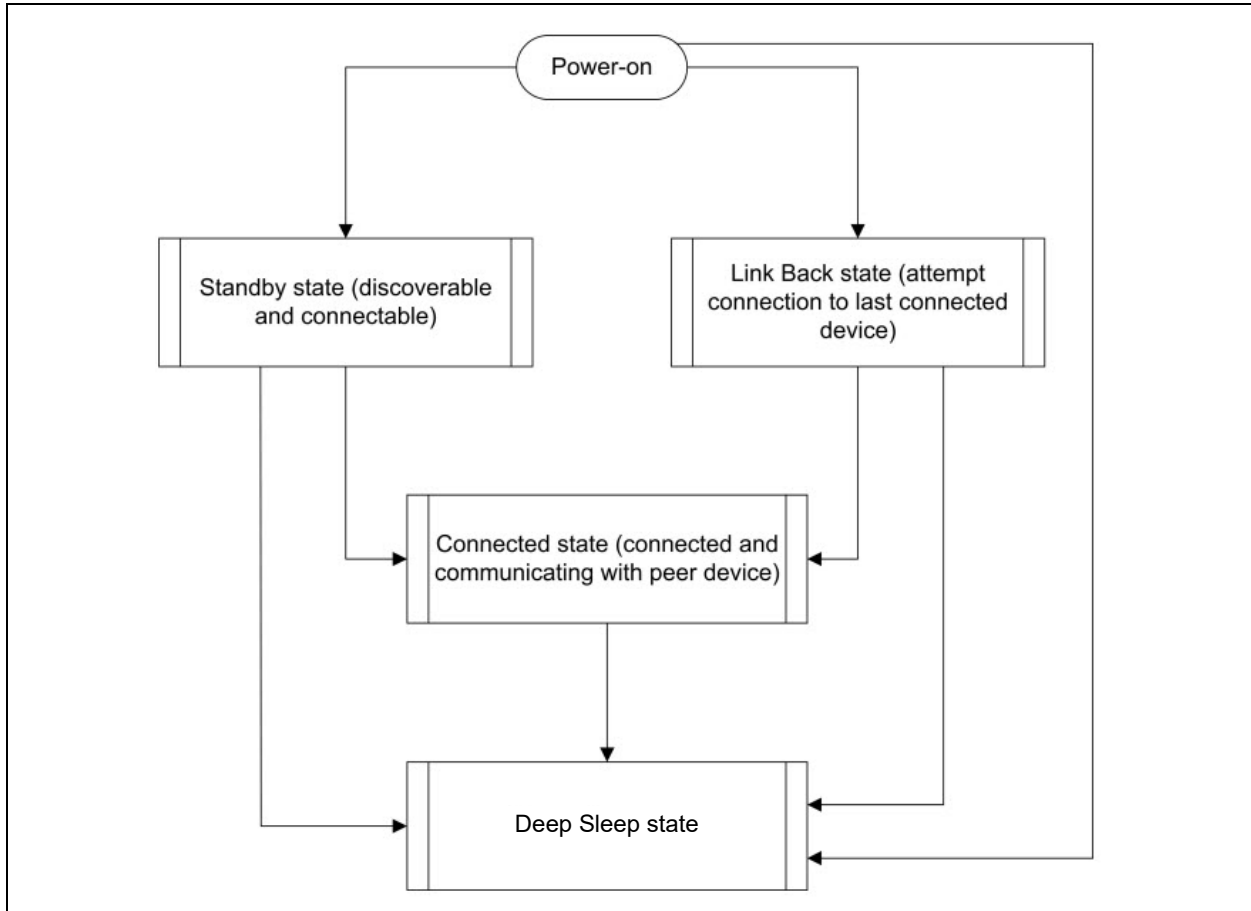 Power-on
Standby state (discoverable
and connectable)
Link Back state (attempt
connection to last connected
device)
Connected state (connected and
communicating with peer device)
Deep Sleep state